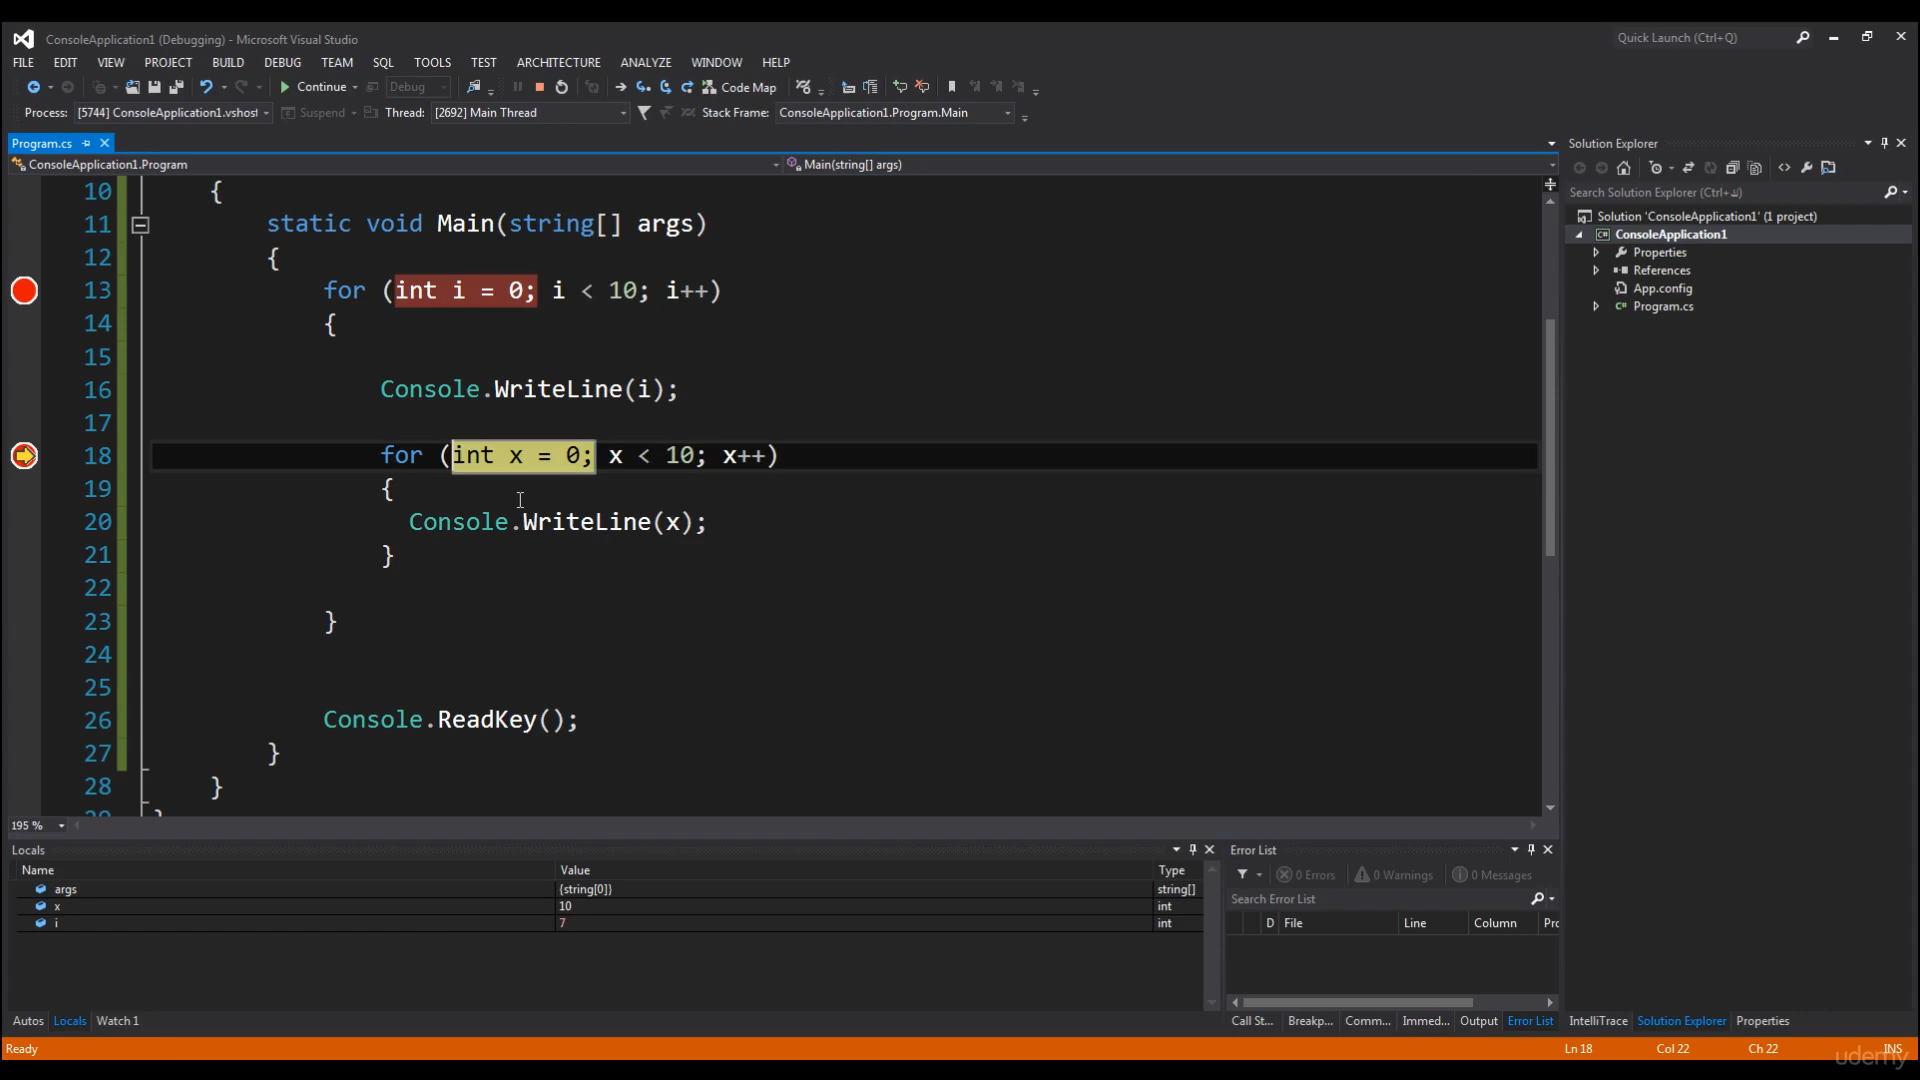 ConsoleApplication1 (Debugging) - Microsoft Visual Studio
Quick Launch (Ctrl+Q)
FILE EDIT VIEW PROJECT BUILD DEBUG TEAM SQL TOOLS TEST ARCHITECTURE ANALYZE WINDOW HELP
Continue Debug Code Map
Process: [5744] ConsoleApplication1.vshost Suspend Thread: [2692] Main Thread Stack Frame: ConsoleApplication1.Program.Main
Program.cs
ConsoleApplication1.Program Main(string[] args)
10 {
11 static void Main(string[] args)
12 {
13 for (int i = 0; i < 10; i++)
14 {
15
16 Console.WriteLine(i);
17
18 for (int x = 0; x < 10; x++)
19 {
20 Console.WriteLine(x);
21 }
22
23 }
24
25
26 Console.ReadKey();
27 }
28 }
195 %
Solution Explorer
Search Solution Explorer
Solution 'ConsoleApplication1' (1 project)
ConsoleApplication1
Properties
References
App.config
Program.cs
Locals
Name Value Type
args {string[0]} string[]
x 10 int
i 7 int
Autos Locals Watch 1
Error List
0 Errors 0 Warnings 0 Messages
Search Error List
D File Line Column Prc
Call St... Breakp... Comm... Immed... Output Error List
IntelliTrace Solution Explorer Properties
Ready Ln 18 Col 22 Ch 22 INS
udemy